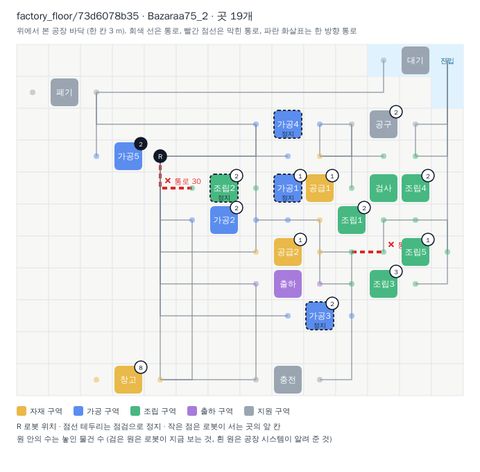 factory_floor/73d6078b35 · Bazaraa75_2 · 곳 19개
위에서 본 공장 바닥 (한 칸 3 m). 회색 선은 통로, 빨간 점선은 막힌 통로, 파란 화살표는 한 방향 통로
대기
진입
폐기
공구
2
가공4
정지
2
가공5
R
통로 30
조립2
정지
2
가공1
정지
1
공급1
1
검사
조립4
2
가공2
2
조립1
2
공급2
1
조립5
1
출하
조립3
3
가공3
정지
2
창고
8
충전
자재 구역
가공 구역
조립 구역
출하 구역
지원 구역
R 로봇 위치 · 점선 테두리는 점검으로 정지 · 작은 점은 로봇이 서는 곳의 앞 칸
원 안의 수는 놓인 물건 수 (검은 원은 로봇이 지금 보는 것, 흰 원은 공장 시스템이 알려 준 것)